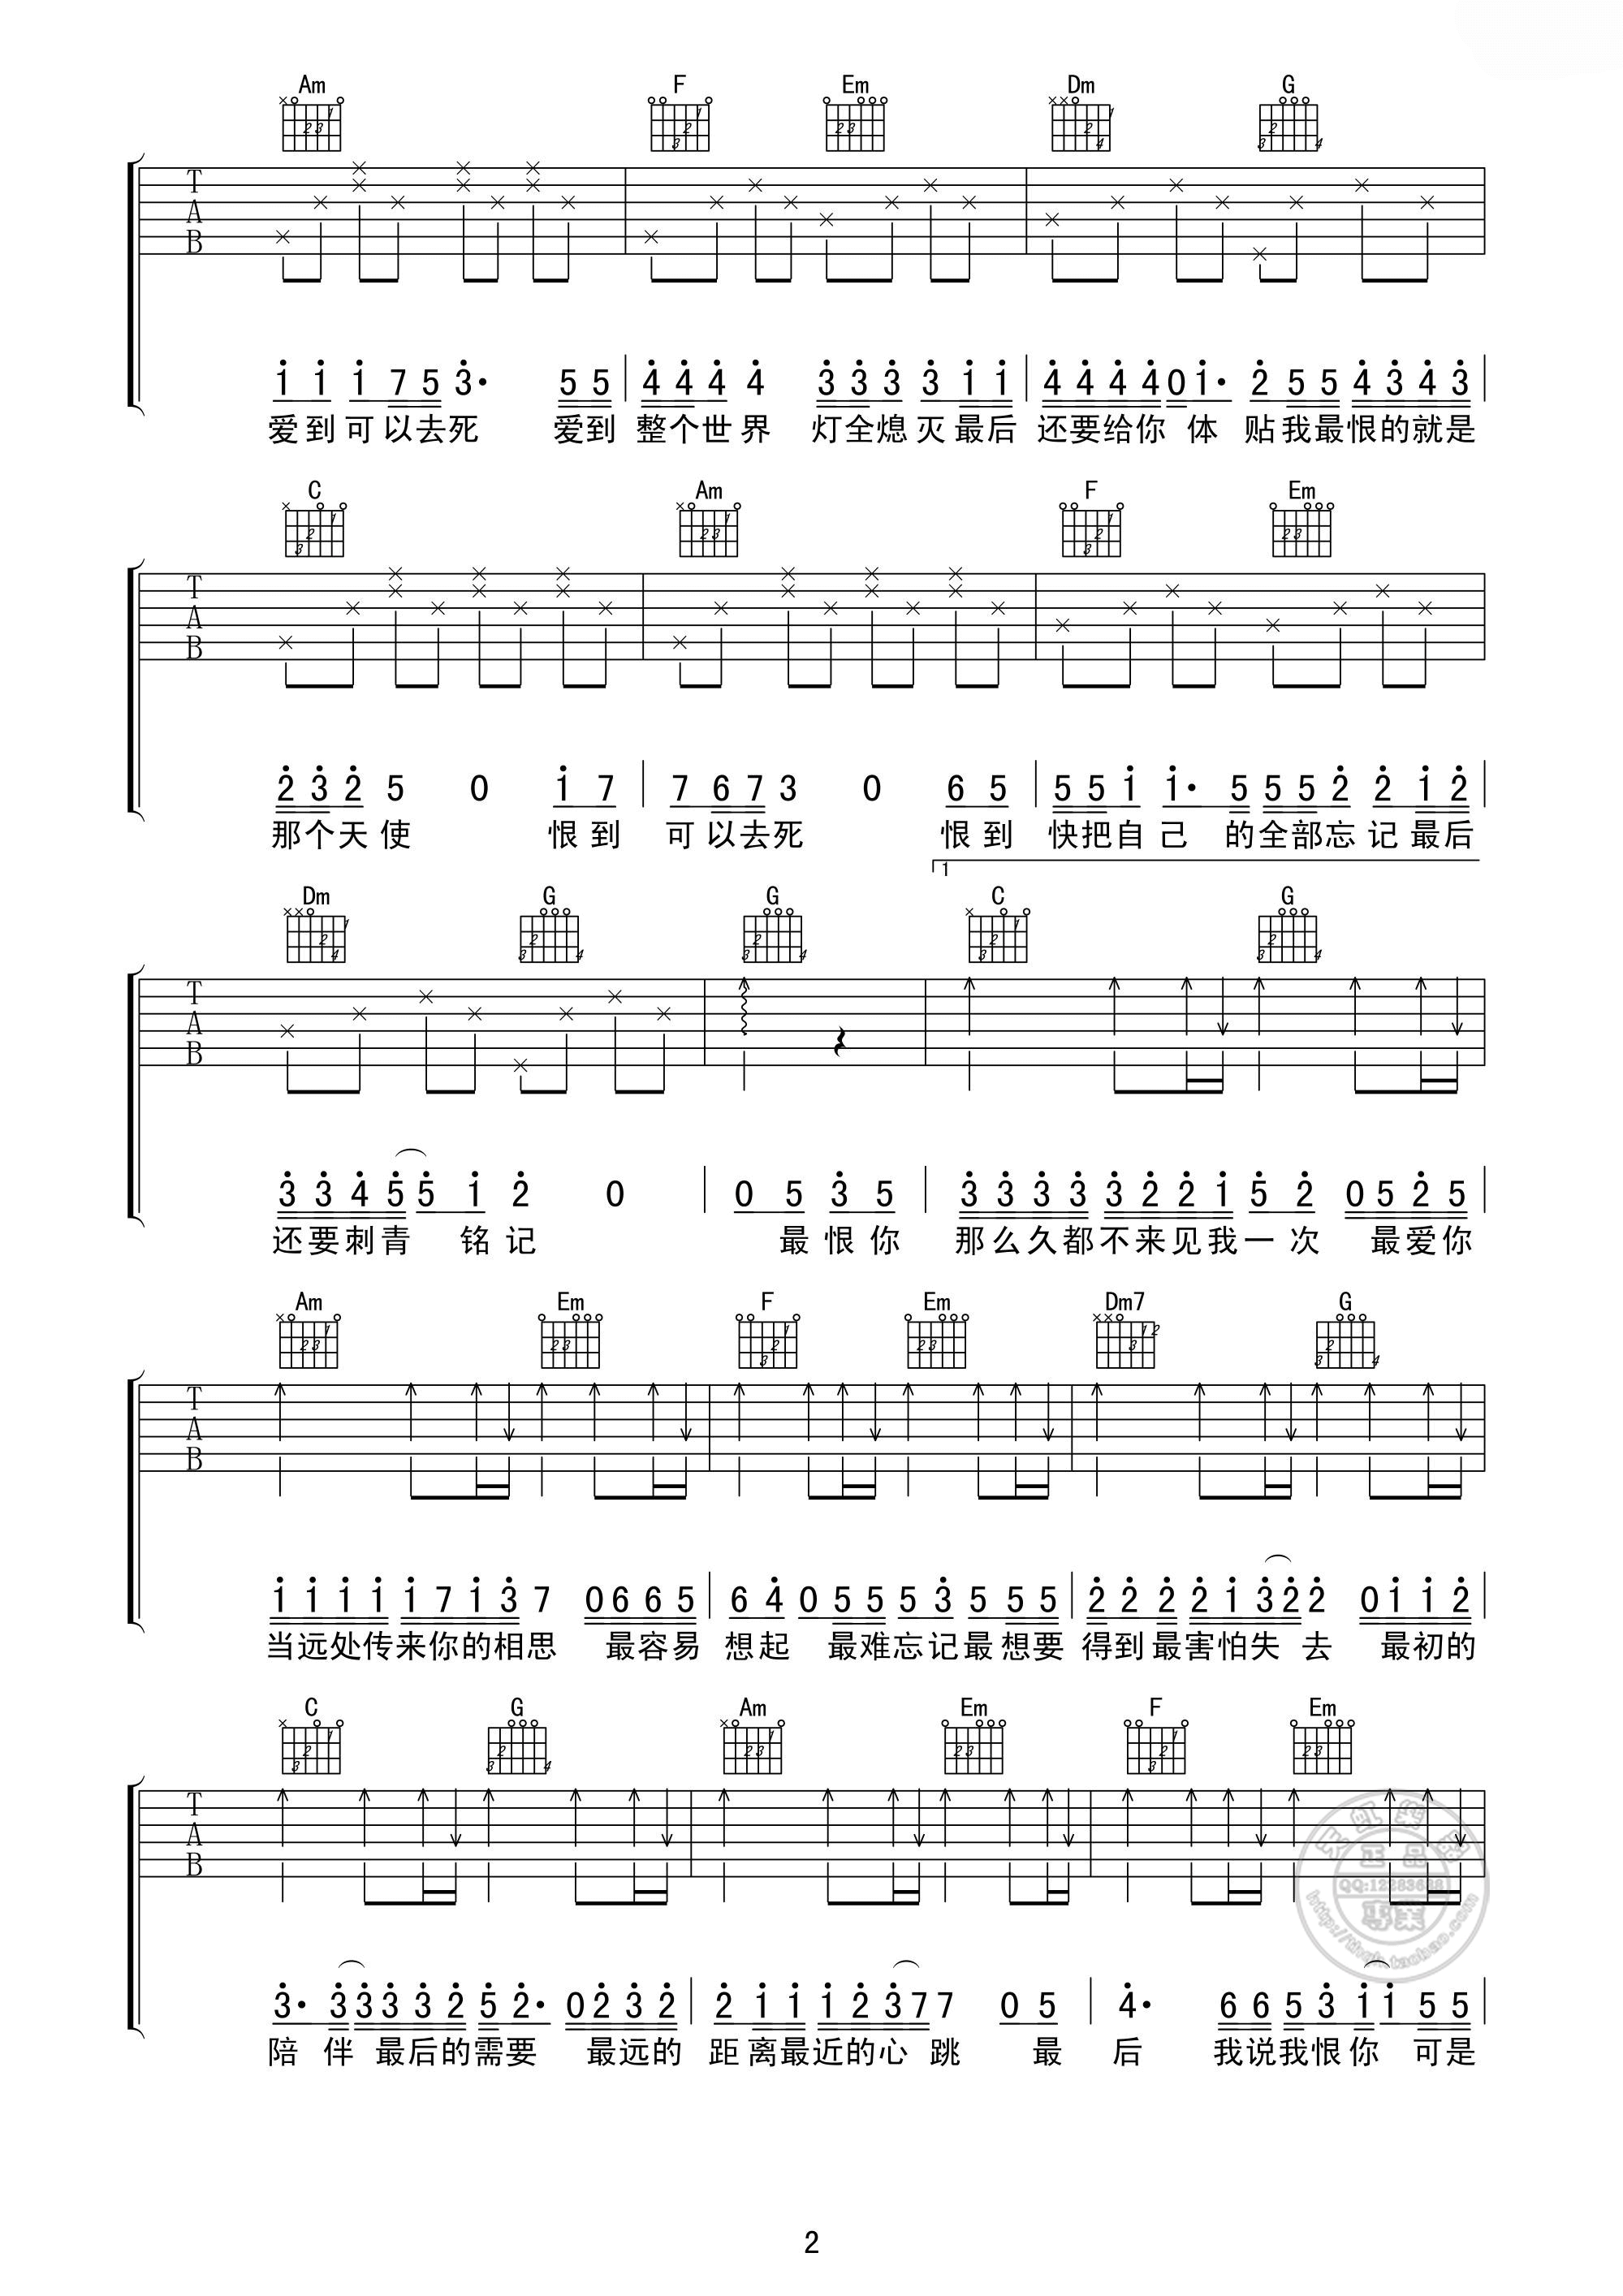 Am F Em Dm G
T A B
1 1 1 7 5 3· 5 5 4 4 4 4 3 3 3 3 1 1 4 4 4 4 0 1· 2 5 5 4 3 4 3
爱到可以去死 爱到 整个世界 灯全熄灭最后 还要给你 体 贴我最恨的就是
C Am F Em
T A B
2 3 2 5 0 1 7 7 6 7 3 0 6 5 5 5 1 1· 5 5 5 2 2 1 2
那个天使 恨到 可以去死 恨到 快把自己 的全部忘记最后
1
Dm G G C G
T A B
3 3 4 5 5 1 2 0 0 5 3 5 3 3 3 3 3 2 2 1 5 2 0 5 2 5
还要刺青 铭记 最恨你 那么久都不来见我一次 最爱你
Am Em F Em Dm7 G
T A B
1 1 1 1 1 7 1 3 7 0 6 6 5 6 4 0 5 5 5 3 5 5 5 2 2 2 2 1 3 2 2 0 1 1 2
当远处传来你的相思 最容易 想起 最难忘记最想要 得到最害怕失去 最初的
C G Am Em F Em
T A B
3· 3 3 3 3 2 5 2· 0 2 3 2 2 1 1 1 2 3 7 7 0 5 4· 6 6 5 3 1 1 5 5
陪伴 最后的需要 最远的 距离最近的心跳 最 后 我说我恨你 可是
正品
QQ:12283688
專業
2